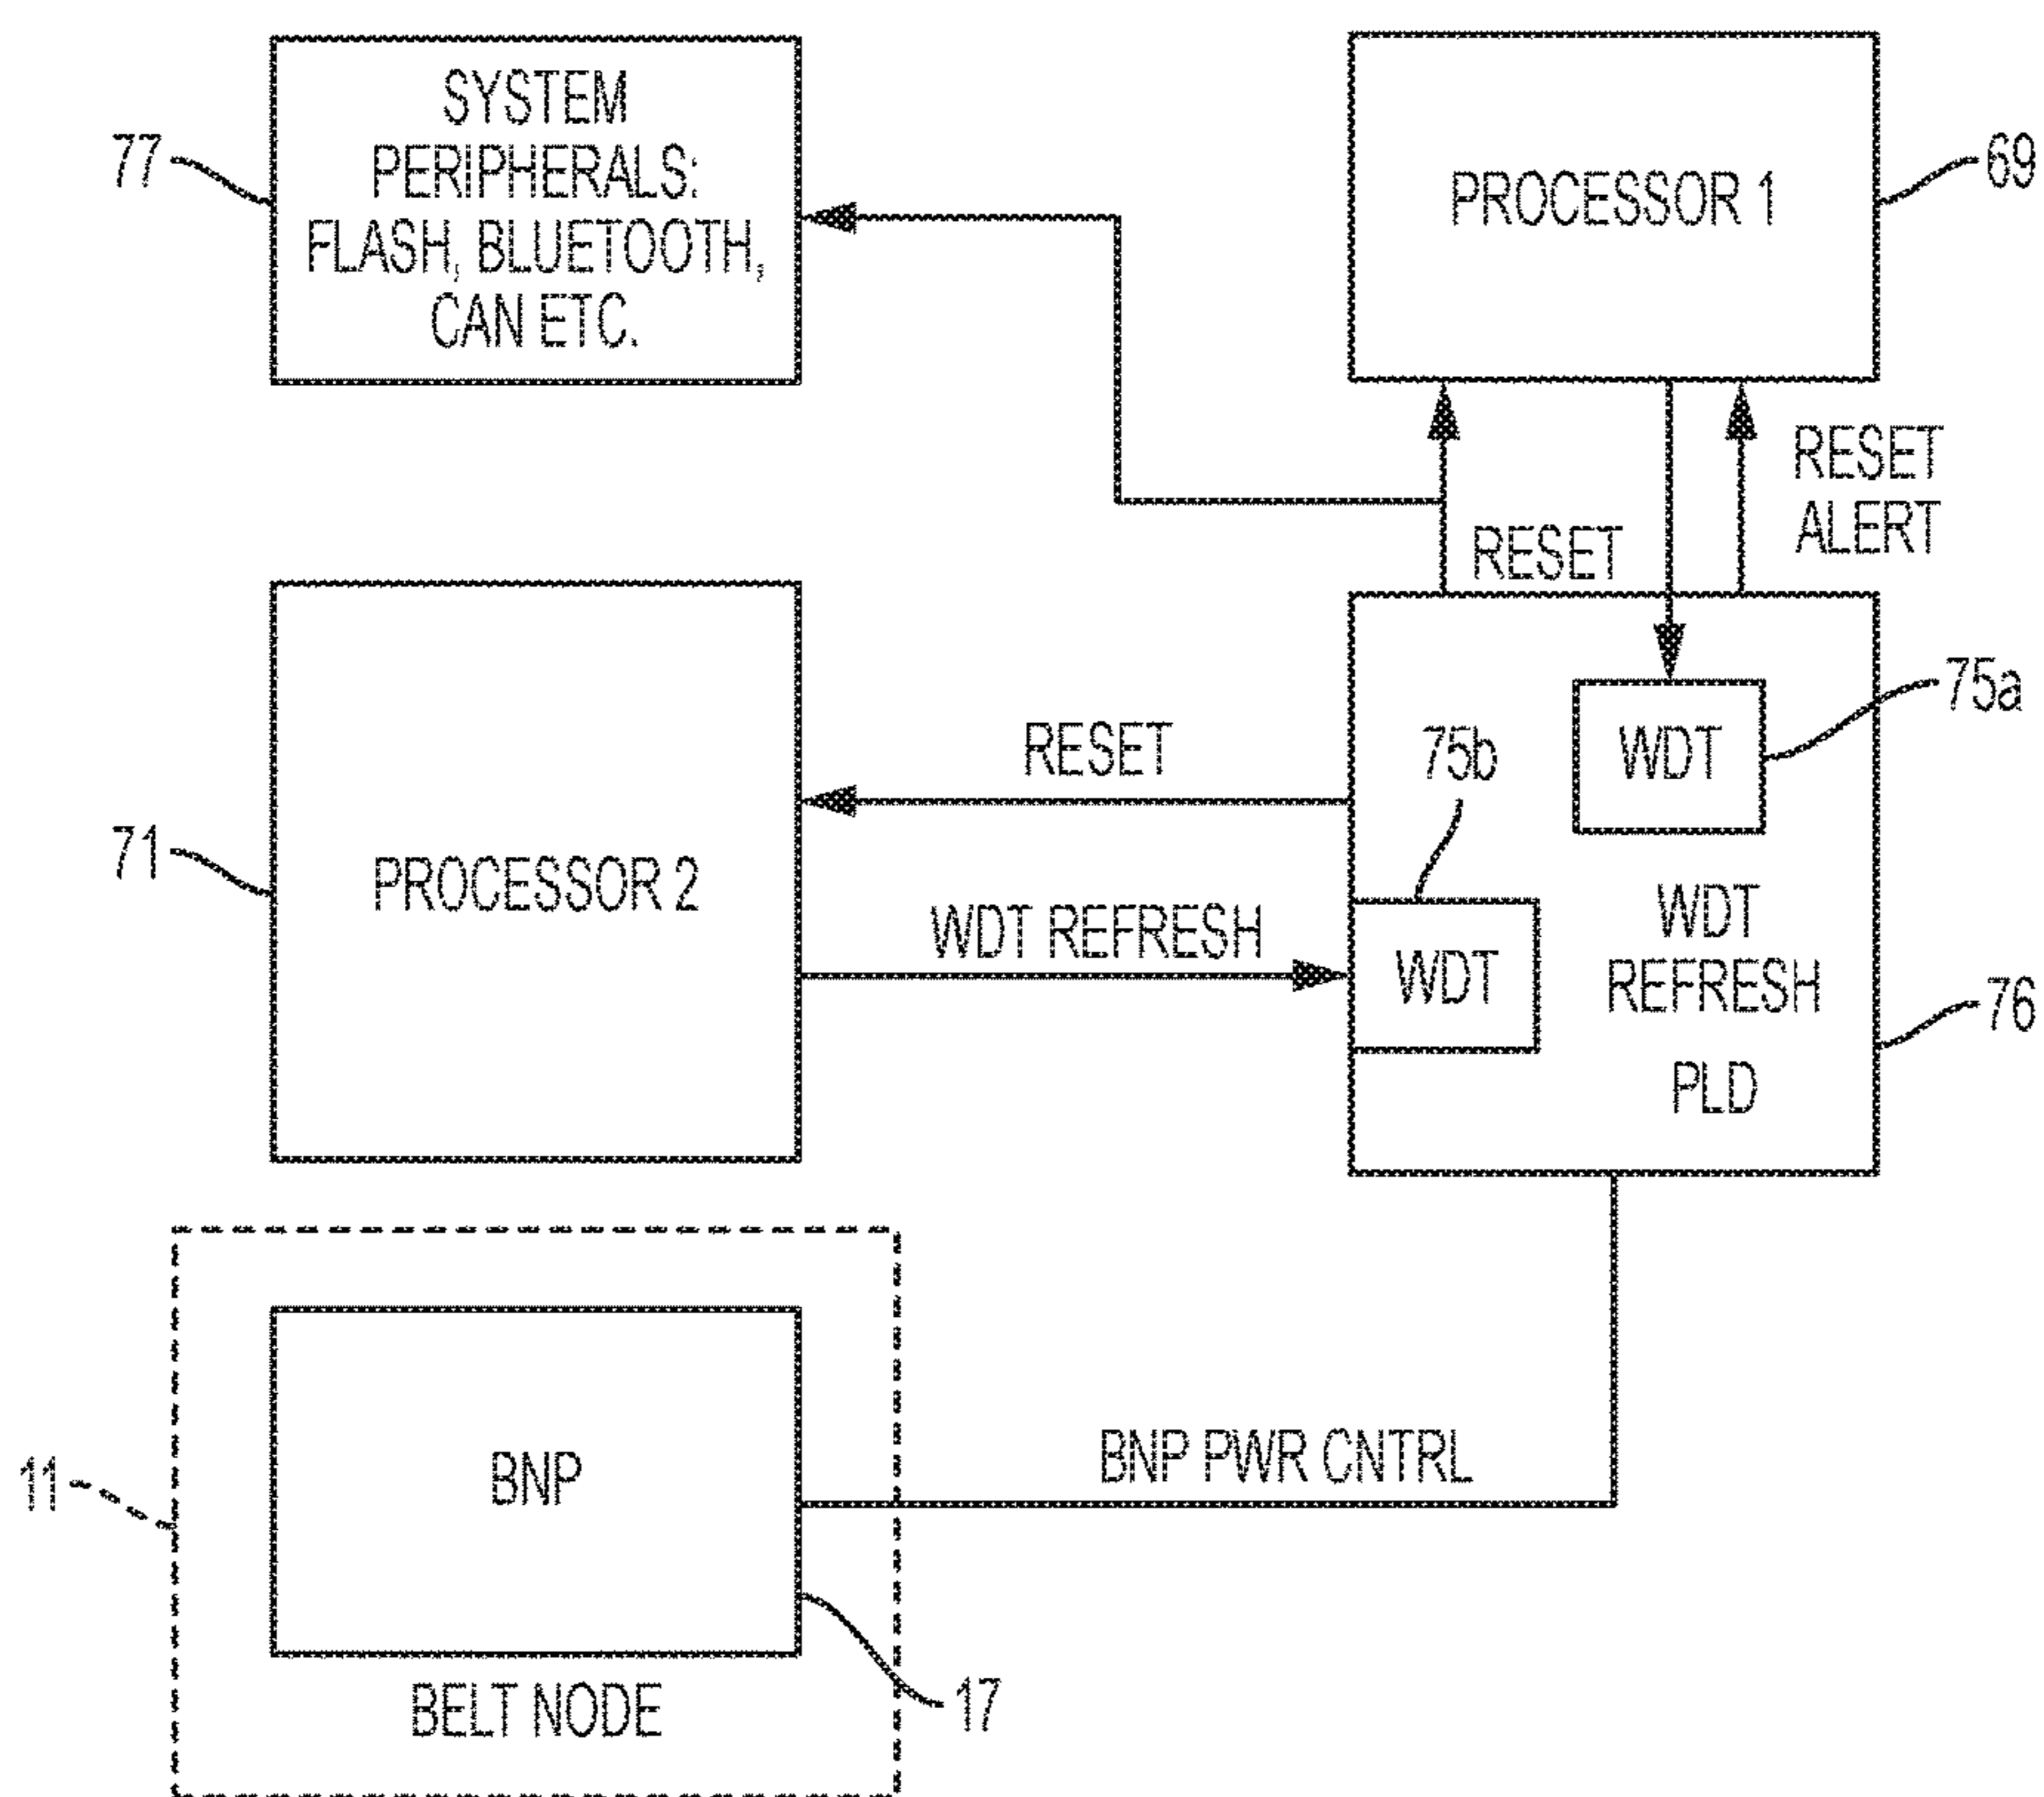 SYSTEM
PERIPHERALS:
FLASH, BLUETOOTH,
CAN ETC.
77
PROCESSOR 1
69
RESET
ALERT
RESET
75a
WDT
RESET
75b
71
PROCESSOR 2
WDT REFRESH
WDT
WDT
REFRESH
PLD
76
11
BNP
BNP PWR CNTRL
BELT NODE
17